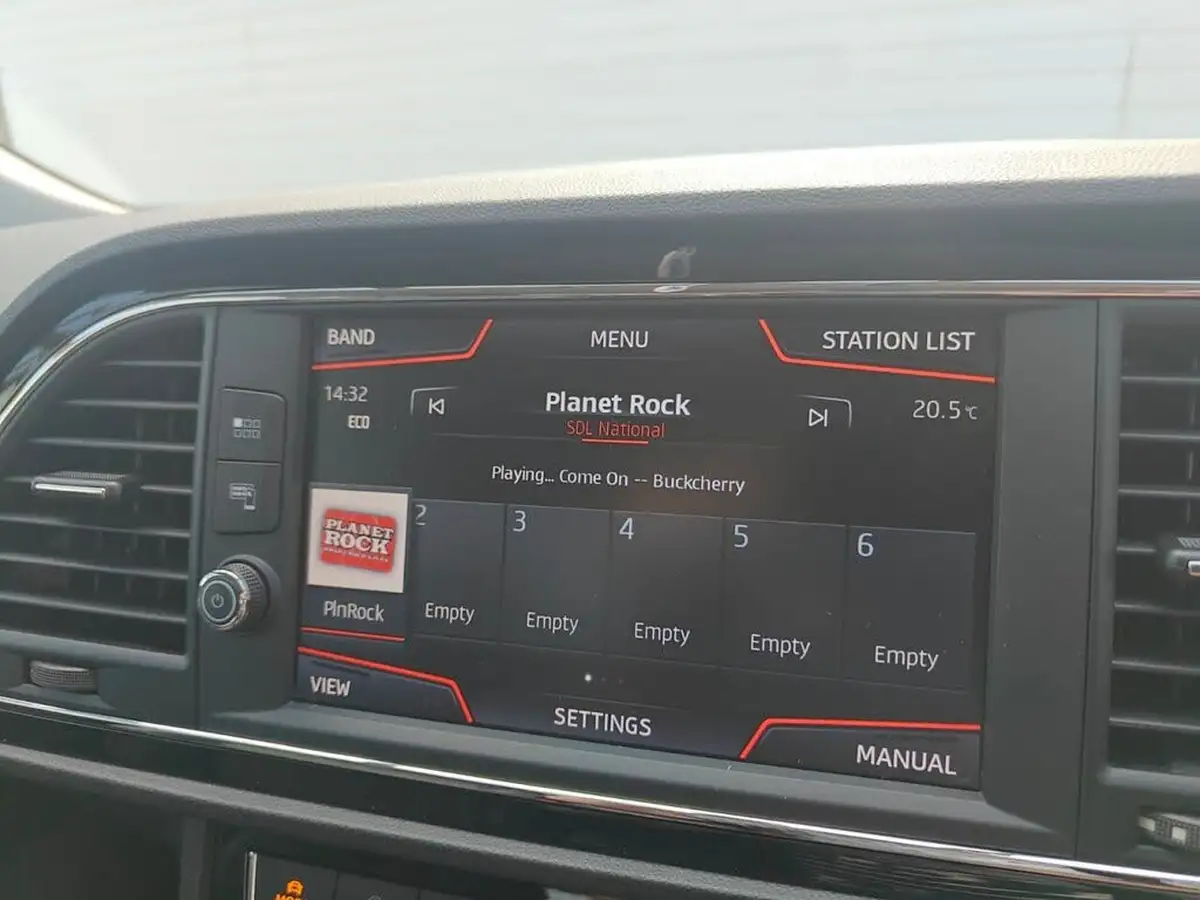 BAND
MENU
STATION LIST
14:32
ECO
Planet Rock
SDL National
20.5°C
Playing... Come On -- Buckcherry
PLANET
ROCK
2
3
4
5
6
PlnRock
Empty
Empty
Empty
Empty
Empty
VIEW
SETTINGS
MANUAL